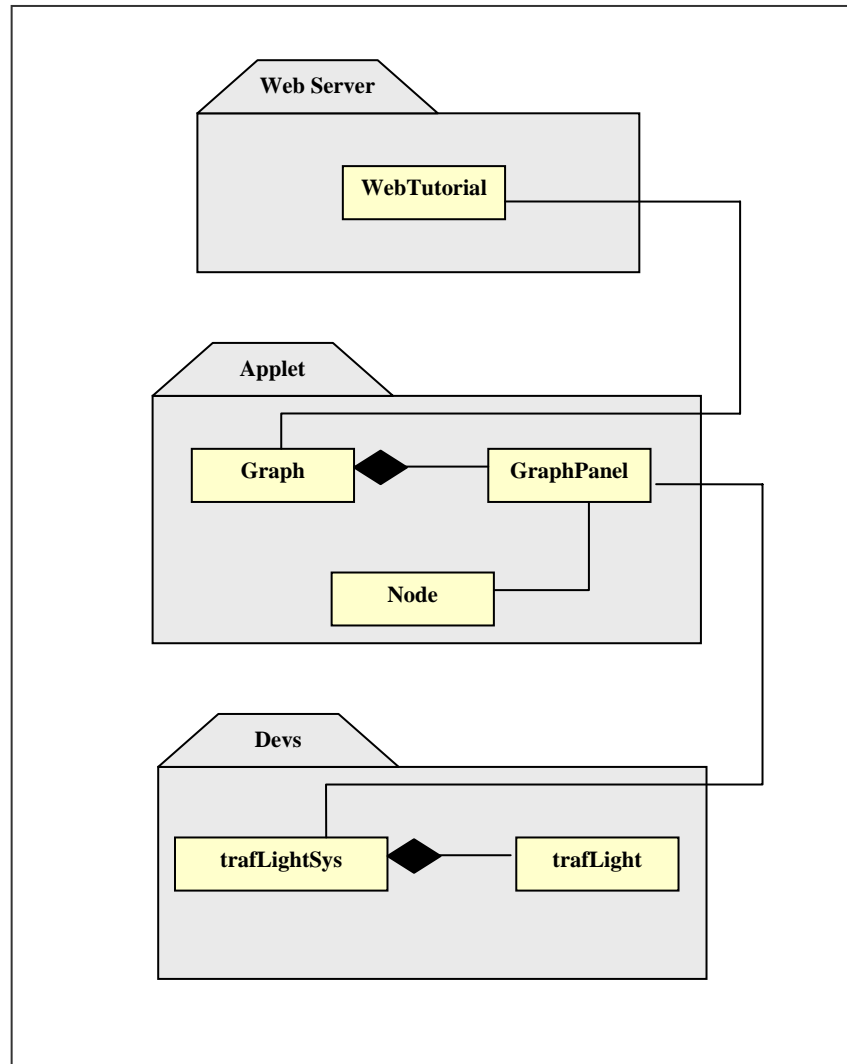 Web Server
WebTutorial
Applet
Graph
GraphPanel
Node
Devs
trafLightSys
trafLight